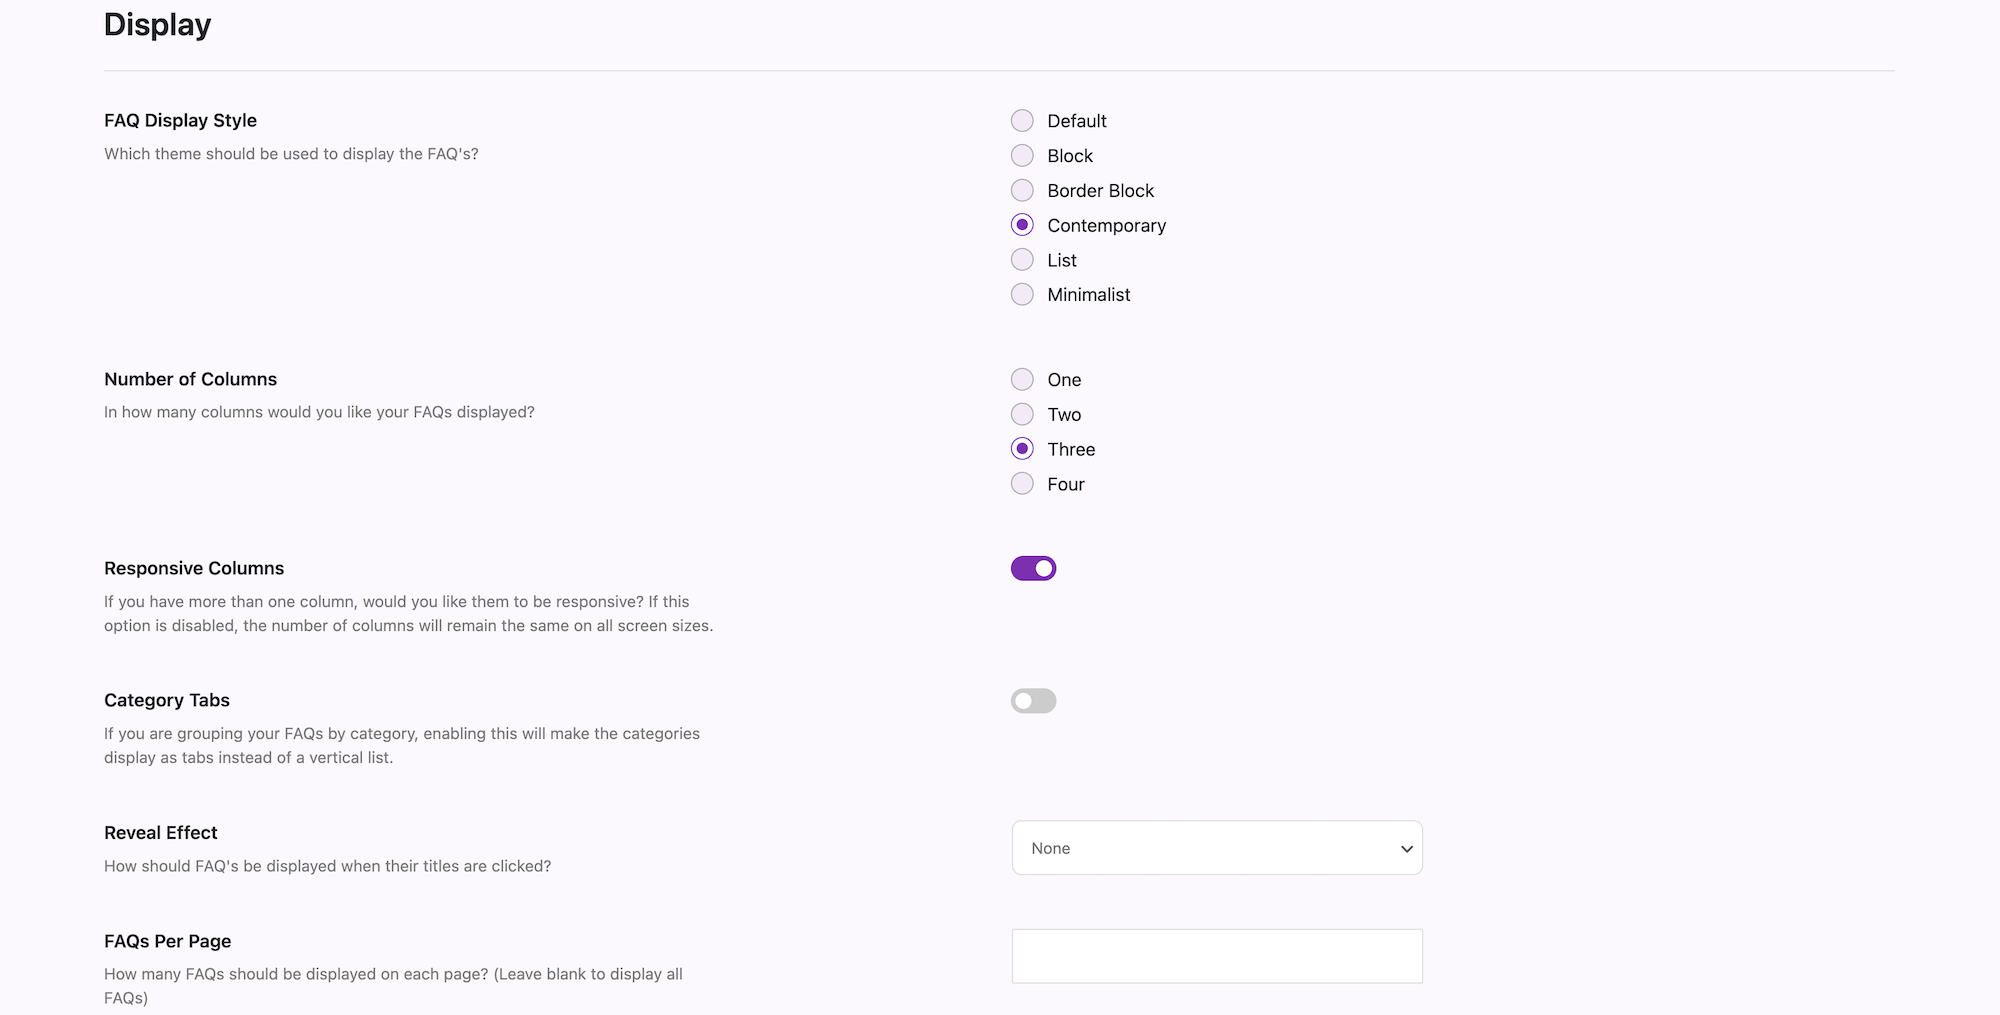 Display
FAQ Display Style
Which theme should be used to display the FAQ's?
Default
Block
Border Block
Contemporary
List
Minimalist
Number of Columns
In how many columns would you like your FAQs displayed?
One
Two
Three
Four
Responsive Columns
If you have more than one column, would you like them to be responsive? If this
option is disabled, the number of columns will remain the same on all screen sizes.
Category Tabs
If you are grouping your FAQs by category, enabling this will make the categories
display as tabs instead of a vertical list.
Reveal Effect
How should FAQ's be displayed when their titles are clicked?
None
FAQs Per Page
How many FAQs should be displayed on each page? (Leave blank to display all
FAQs)